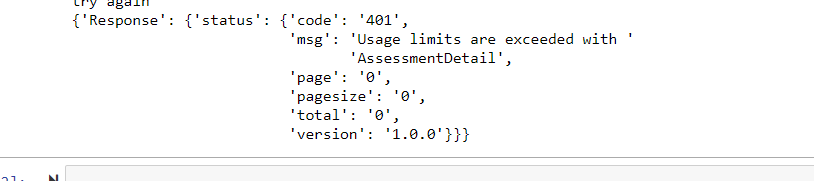 try again
{'Response': {'status': {'code': '401',
'msg': 'Usage limits are exceeded with '
'AssessmentDetail',
'page': '0',
'pagesize': '0',
'total': '0',
'version': '1.0.0'}}}